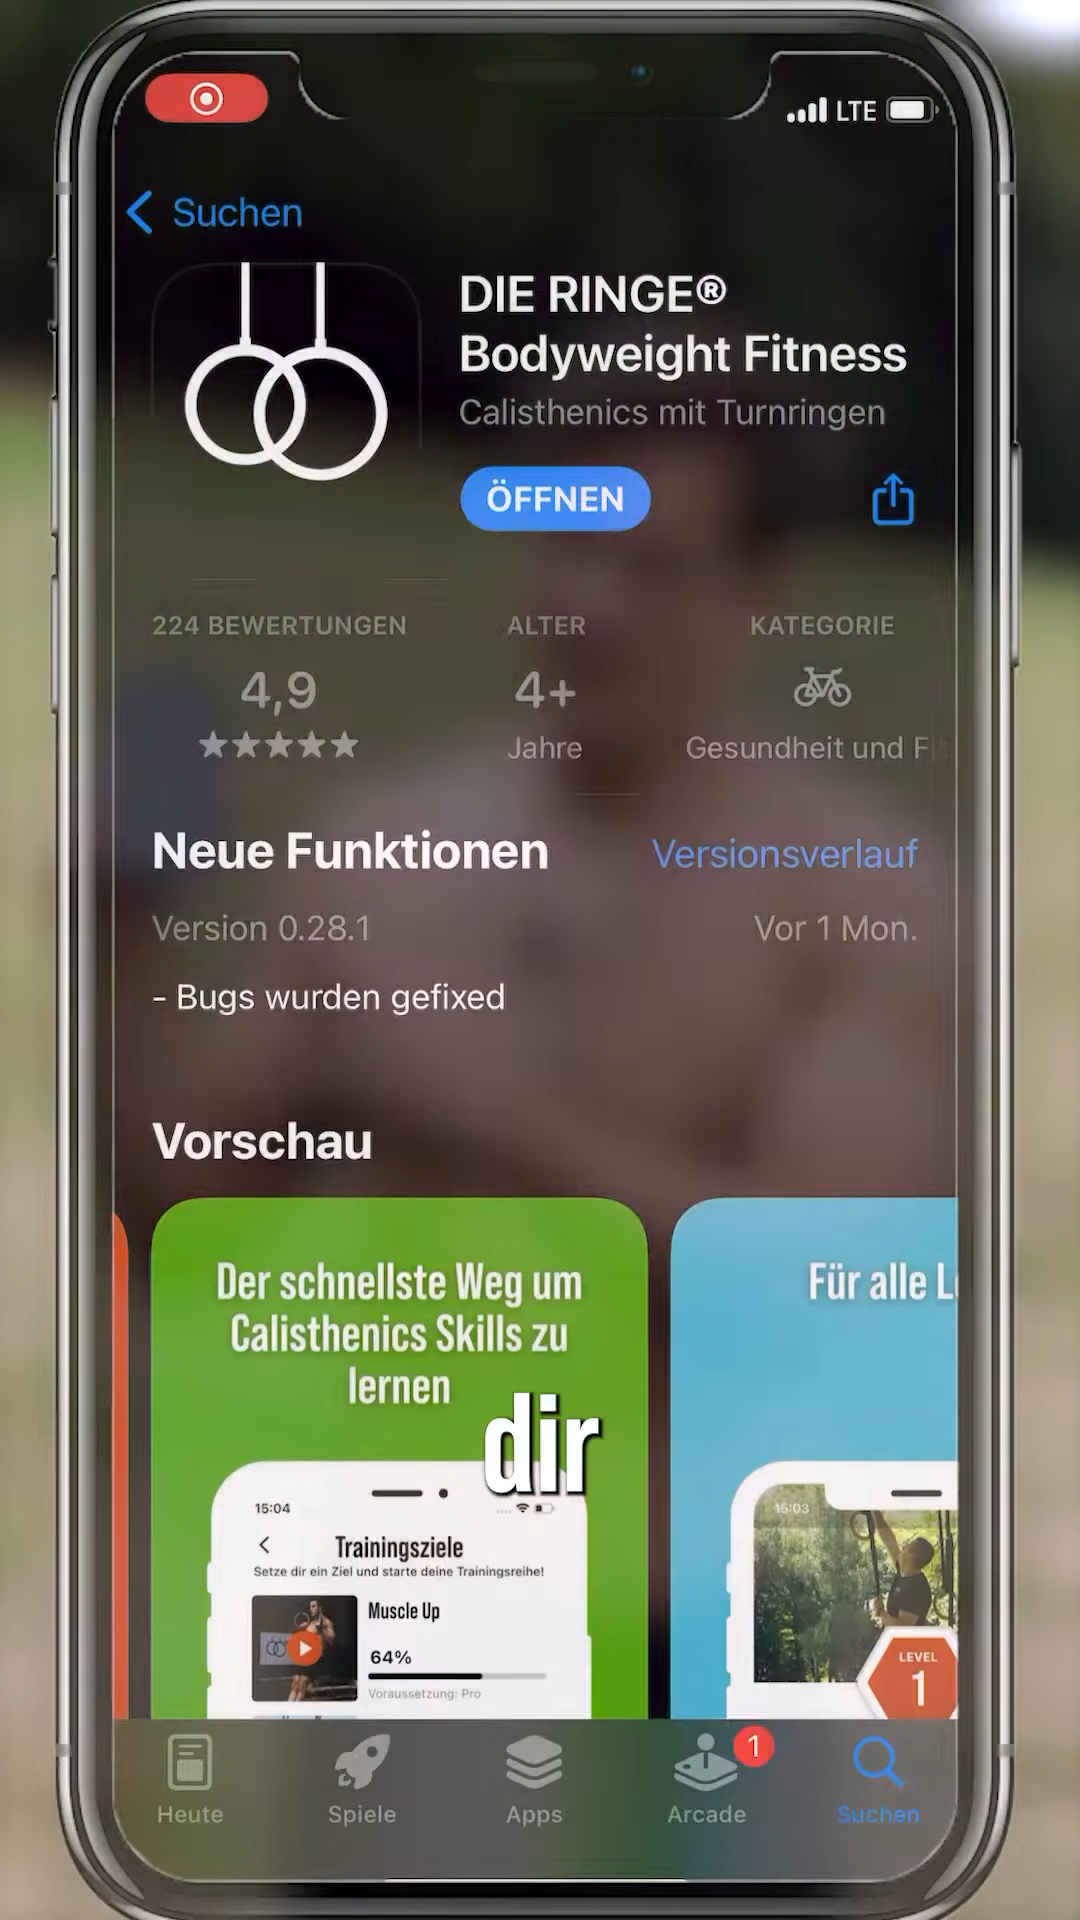 LTE
Suchen
DIE RINGE®
Bodyweight Fitness
Calisthenics mit Turnringen
ÖFFNEN
224 BEWERTUNGEN
ALTER
KATEGORIE
4,9
4+
Jahre
Gesundheit und F
Neue Funktionen
Versionsverlauf
Version 0.28.1
Vor 1 Mon.
- Bugs wurden gefixed
Vorschau
Der schnellste Weg um
Calisthenics Skills zu
lernen
Für alle L
dir
15:04
Trainingsziele
Setze dir ein Ziel und starte deine Trainingsreihe!
Muscle Up
64%
Voraussetzung: Pro
15:03
LEVEL
1
1
Heute
Spiele
Apps
Arcade
Suchen